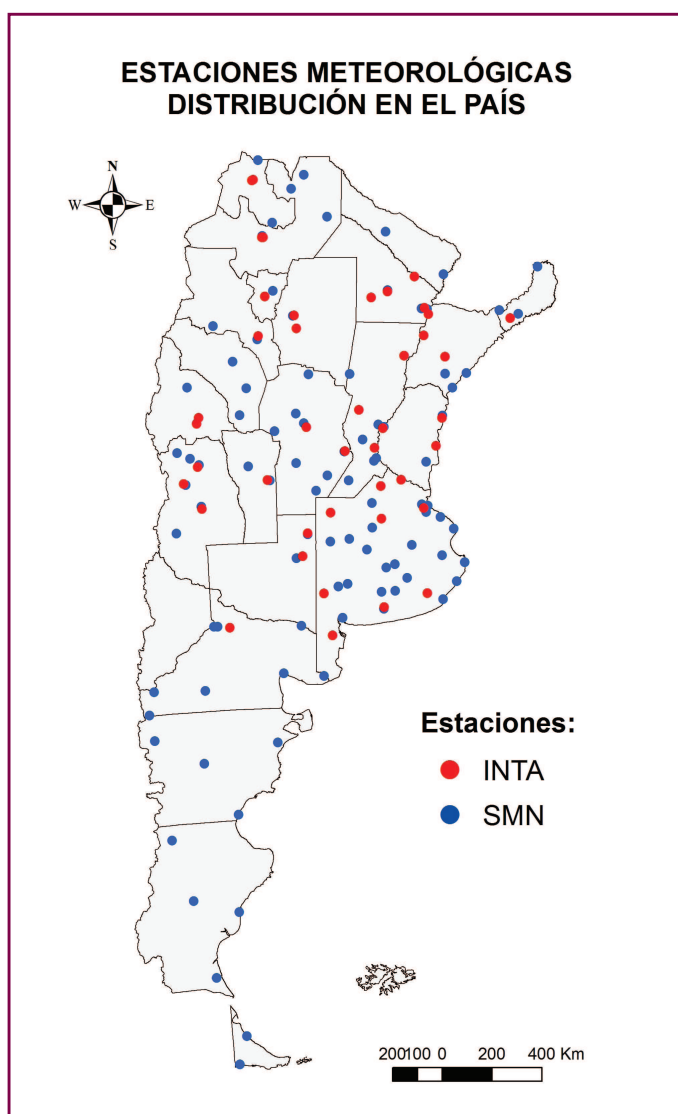 ESTACIONES METEOROLÓGICAS
DISTRIBUCIÓN EN EL PAÍS
N
W E
S
Estaciones:
INTA
SMN
200100 0 200 400 Km